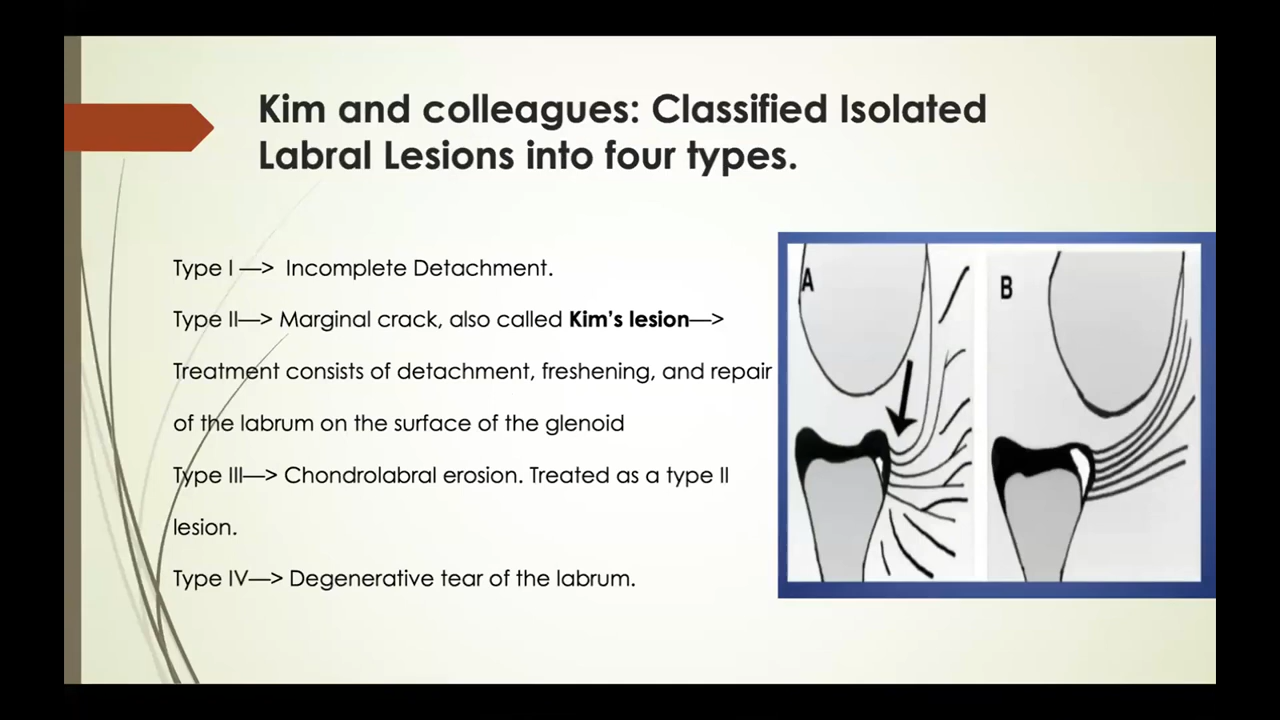 Kim and colleagues: Classified Isolated
Labral Lesions into four types.
Type I —> Incomplete Detachment.
Type II—> Marginal crack, also called Kim’s lesion—>
Treatment consists of detachment, freshening, and repair
of the labrum on the surface of the glenoid
Type III—> Chondrolabral erosion. Treated as a type II
lesion.
Type IV—> Degenerative tear of the labrum.
A
B